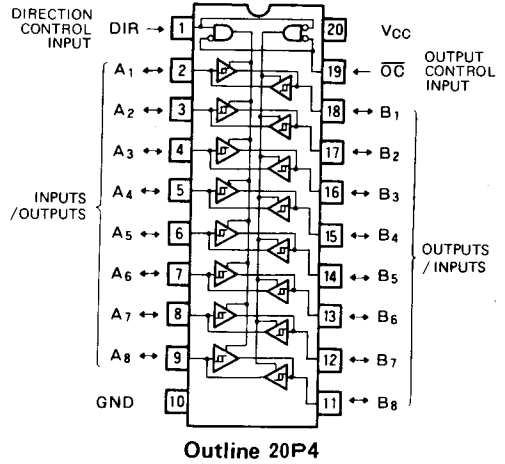 DIRECTION
CONTROL
INPUT
DIR → 1
20 VCC
19 ← O̅C̅
OUTPUT
CONTROL
INPUT
A1 ↔ 2
18 ↔ B1
A2 ↔ 3
17 ↔ B2
A3 ↔ 4
16 ↔ B3
A4 ↔ 5
15 ↔ B4
A5 ↔ 6
14 ↔ B5
A6 ↔ 7
13 ↔ B6
A7 ↔ 8
12 ↔ B7
A8 ↔ 9
11 ↔ B8
GND 10
INPUTS
/OUTPUTS
OUTPUTS
/ INPUTS
Outline 20P4